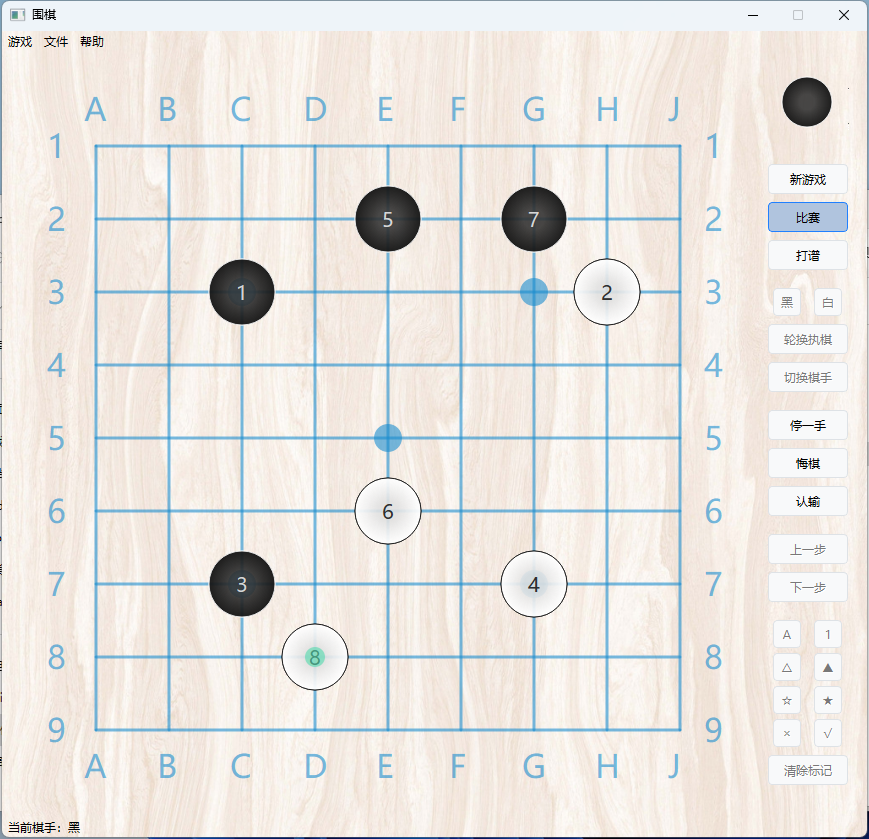 围棋
游戏 文件 帮助
A B C D E F G H J
1 1
新游戏
2 5 7 2
比赛
打谱
3 1 2 3
黑 白
轮换执棋
4 4
切换棋手
停一手
5 5
悔棋
认输
6 6 6
上一步
7 3 4 7
下一步
A 1
8 8 8
△ ▲
☆ ★
9 9
× √
A B C D E F G H J
清除标记
当前棋手：黑